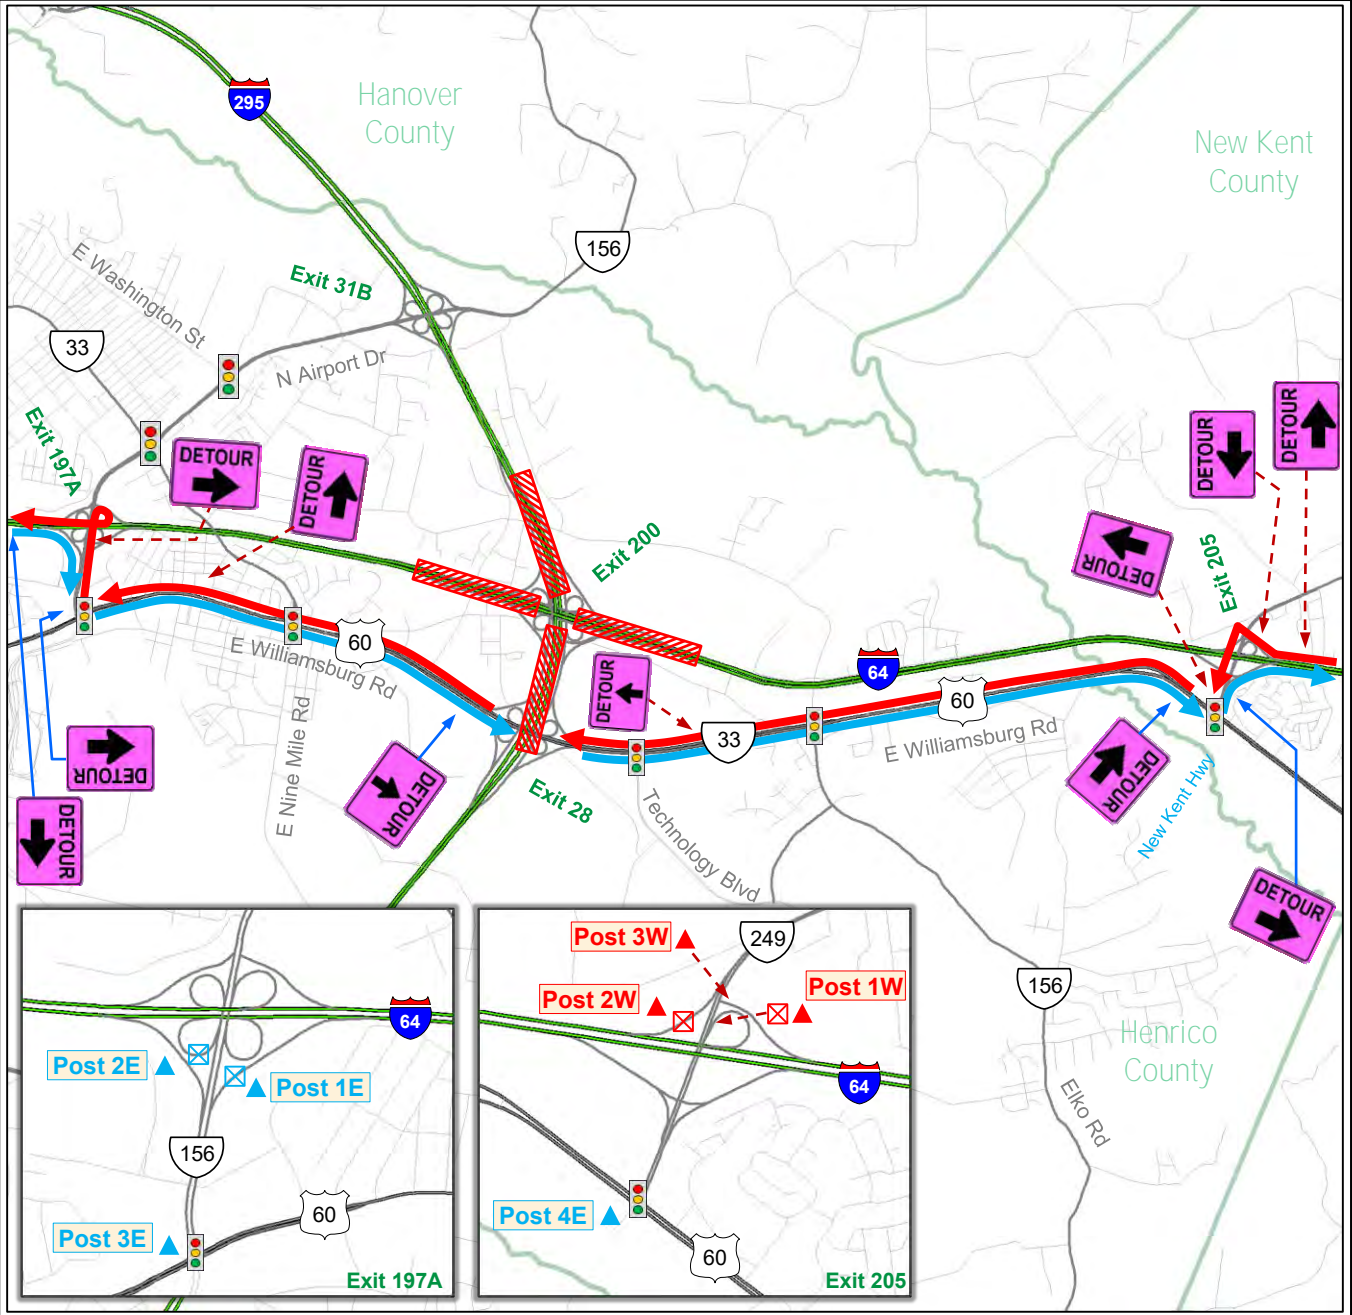 295
Hanover
County
New Kent
County
156
Exit 31B
E Washington St
33
N Airport Dr
Exit 197A
DETOUR
DETOUR
DETOUR
DETOUR
DETOUR
Exit 200
Exit 205
60
E Williamsburg Rd
E Nine Mile Rd
DETOUR
64
60
33
E Williamsburg Rd
DETOUR
DETOUR
DETOUR
DETOUR
New Kent Hwy
Exit 28
Technology Blvd
DETOUR
DETOUR
156
Henrico
County
Elko Rd
64
Post 2E
Post 1E
156
60
Post 3E
Exit 197A
Post 3W
249
Post 2W
Post 1W
64
Post 4E
60
Exit 205